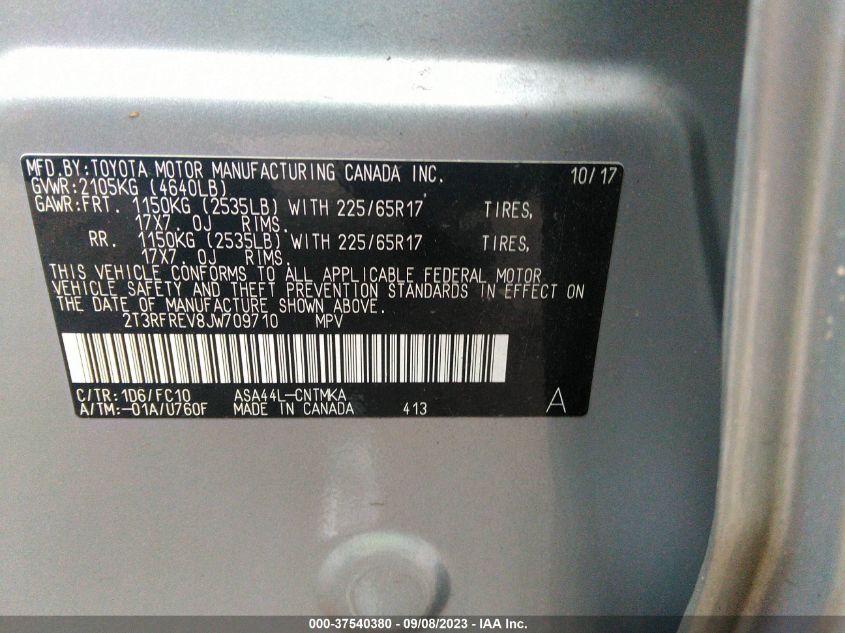 MFD.BY:TOYOTA MOTOR MANUFACTURING CANADA INC. 10/17
GVWR:2105KG (4640LB)
GAWR:FRT. 1150KG (2535LB) WITH 225/65R17 TIRES,
17X7. 0J RIMS.
RR. 1150KG (2535LB) WITH 225/65R17 TIRES,
17X7. 0J RIMS.
THIS VEHICLE CONFORMS TO ALL APPLICABLE FEDERAL MOTOR
VEHICLE SAFETY AND THEFT PREVENTION STANDARDS IN EFFECT ON
THE DATE OF MANUFACTURE SHOWN ABOVE.
2T3RFREV8JW709710 MPV
C/TR:1D6/FC10 ASA44L-CNTMKA
A/TM:-01A/U760F MADE IN CANADA 413 A
000-37540380 - 09/08/2023 - IAA Inc.